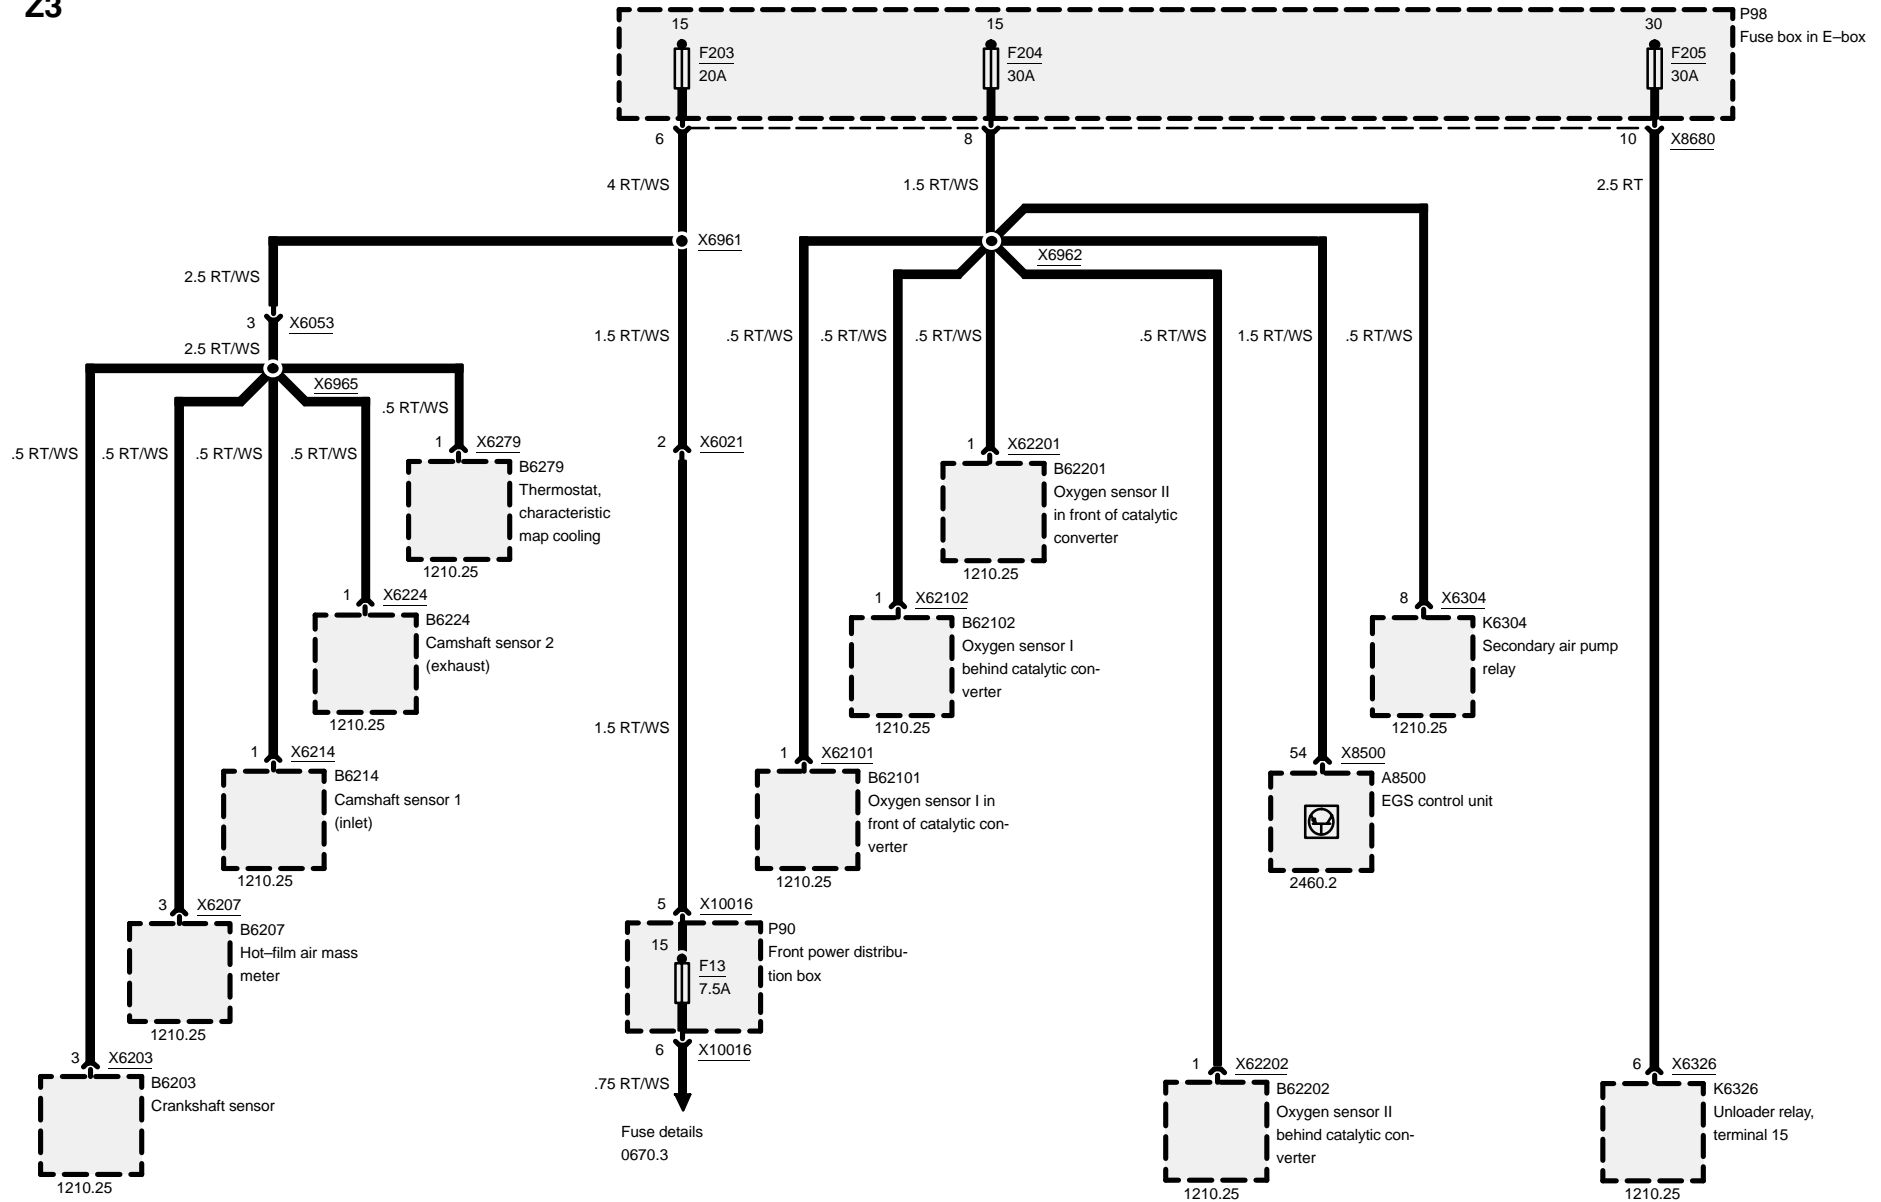 Z3
15
15
30
P98
Fuse box in E–box
F203
20A
F204
30A
F205
30A
6
8
10
X8680
4 RT/WS
1.5 RT/WS
2.5 RT
X6961
X6962
2.5 RT/WS
3
X6053
2.5 RT/WS
X6965
1.5 RT/WS
.5 RT/WS
.5 RT/WS
.5 RT/WS
.5 RT/WS
1.5 RT/WS
.5 RT/WS
.5 RT/WS
.5 RT/WS
.5 RT/WS
.5 RT/WS
.5 RT/WS
1
X6279
B6279
Thermostat,
characteristic
map cooling
1210.25
2
X6021
1
X62201
B62201
Oxygen sensor II
in front of catalytic
converter
1210.25
1
X6224
B6224
Camshaft sensor 2
(exhaust)
1210.25
1
X62102
B62102
Oxygen sensor I
behind catalytic con-
verter
1210.25
8
X6304
K6304
Secondary air pump
relay
1210.25
1.5 RT/WS
1
X6214
B6214
Camshaft sensor 1
(inlet)
1210.25
1
X62101
B62101
Oxygen sensor I in
front of catalytic con-
verter
1210.25
54
X8500
A8500
EGS control unit
2460.2
3
X6207
B6207
Hot–film air mass
meter
1210.25
5
X10016
P90
Front power distribu-
tion box
15
F13
7.5A
6
X10016
.75 RT/WS
Fuse details
0670.3
3
X6203
B6203
Crankshaft sensor
1210.25
1
X62202
B62202
Oxygen sensor II
behind catalytic con-
verter
1210.25
6
X6326
K6326
Unloader relay,
terminal 15
1210.25